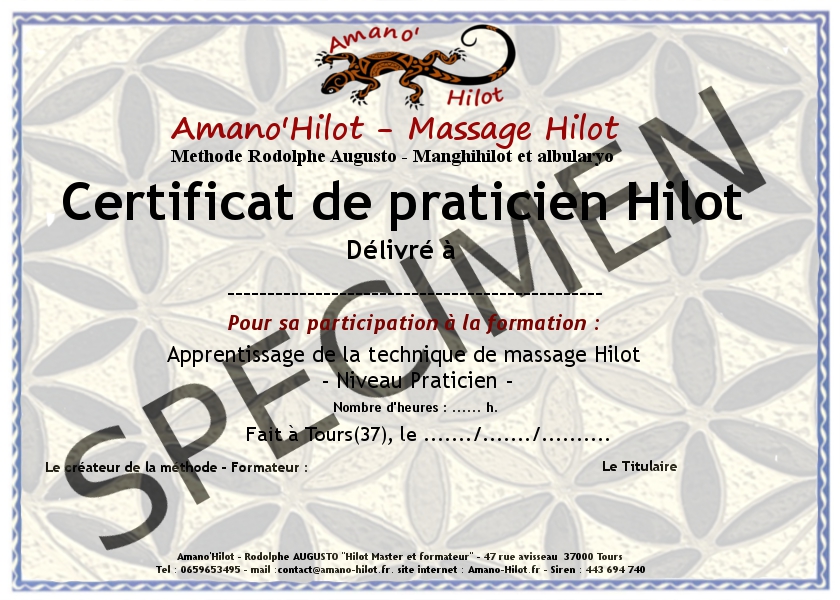 Amano'
Hilot
Amano'Hilot - Massage Hilot
Methode Rodolphe Augusto - Manghihilot et albularyo
Certificat de praticien Hilot
Délivré à
-----------------------------------------------
Pour sa participation à la formation :
Apprentissage de la technique de massage Hilot
- Niveau Praticien -
Nombre d'heures : ...... h.
Fait à Tours(37), le ......./......./..........
Le créateur de la méthode - Formateur :
Le Titulaire
SPECIMEN
Amano'Hilot - Rodolphe AUGUSTO "Hilot Master et formateur" - 47 rue avisseau 37000 Tours
Tel : 0659653495 - mail :contact@amano-hilot.fr. site internet : Amano-Hilot.fr - Siren : 443 694 740